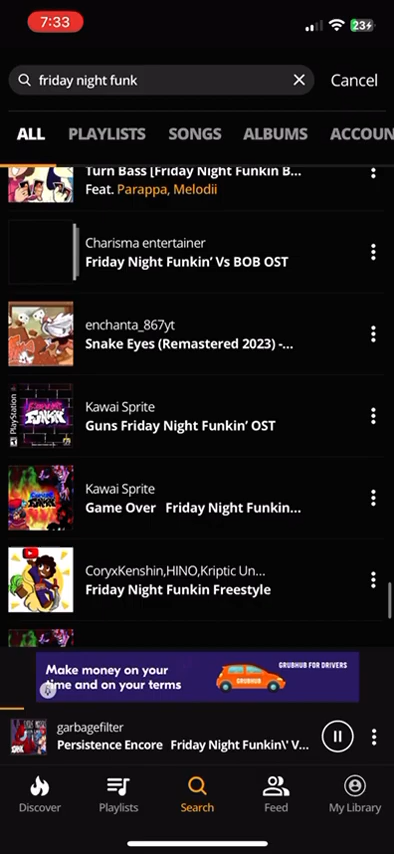 7:33
23
friday night funk
Cancel
ALL
PLAYLISTS
SONGS
ALBUMS
ACCOUN
Turn Bass [Friday Night Funkin B...
Feat. Parappa, Melodii
Charisma entertainer
Friday Night Funkin' Vs BOB OST
enchanta_867yt
Snake Eyes (Remastered 2023) -...
PlayStation
Kawai Sprite
Guns Friday Night Funkin' OST
Kawai Sprite
Game Over Friday Night Funkin...
CoryxKenshin,HINO,Kriptic Un...
Friday Night Funkin Freestyle
Make money on your
time and on your terms
GRUBHUB FOR DRIVERS
garbagefilter
Persistence Encore Friday Night Funkin\' V...
Discover
Playlists
Search
Feed
My Library